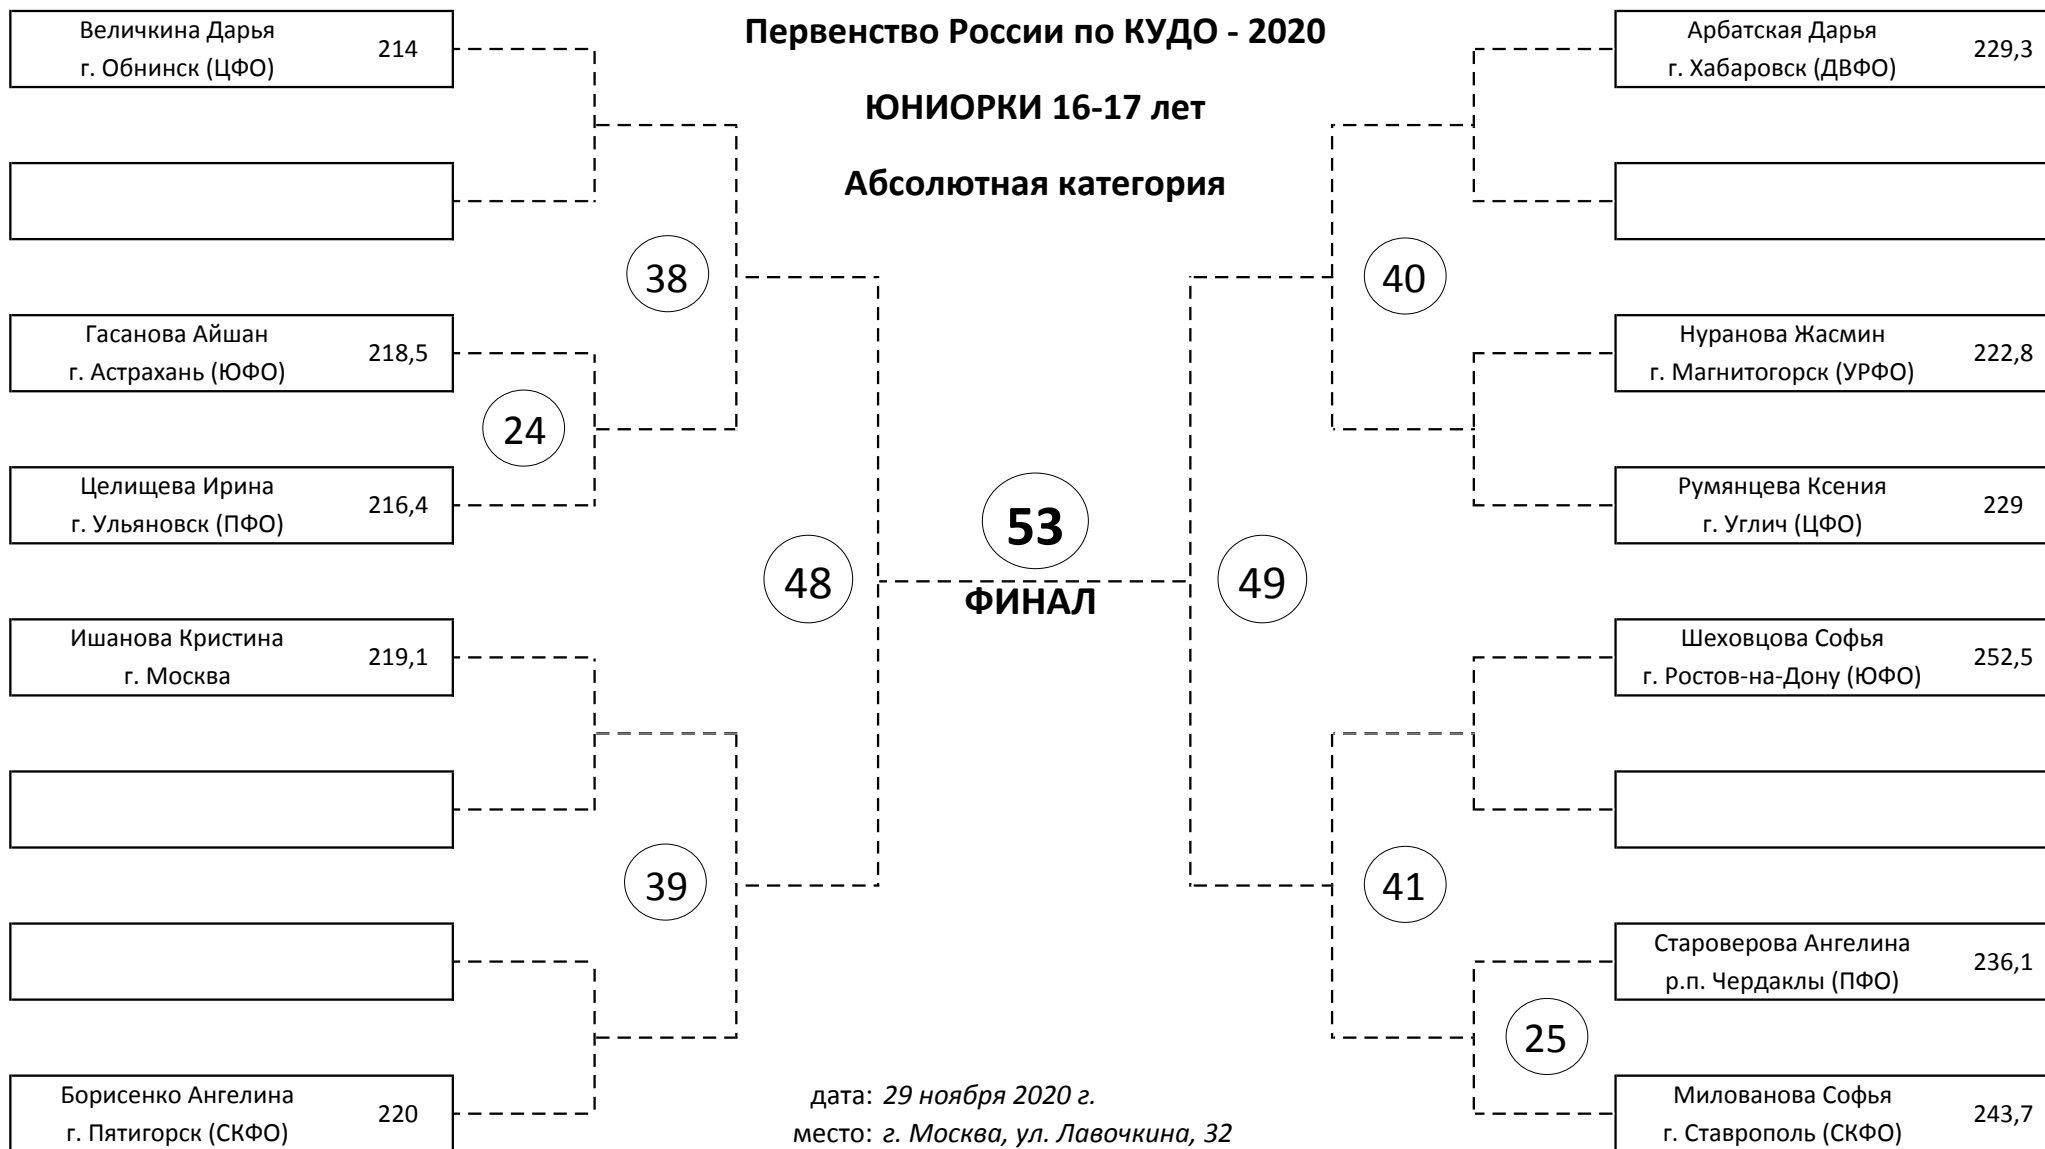 Первенство России по КУДО - 2020
ЮНИОРКИ 16-17 лет
Абсолютная категория
Величкина Дарья
214
г. Обнинск (ЦФО)
38
Гасанова Айшан
218,5
г. Астрахань (ЮФО)
24
Целищева Ирина
216,4
г. Ульяновск (ПФО)
48
Ишанова Кристина
219,1
г. Москва
39
Борисенко Ангелина
220
г. Пятигорск (СКФО)
53
ФИНАЛ
Арбатская Дарья
229,3
г. Хабаровск (ДВФО)
40
Нуранова Жасмин
222,8
г. Магнитогорск (УРФО)
Румянцева Ксения
229
г. Углич (ЦФО)
49
Шеховцова Софья
252,5
г. Ростов-на-Дону (ЮФО)
41
Староверова Ангелина
236,1
р.п. Чердаклы (ПФО)
25
Милованова Софья
243,7
г. Ставрополь (СКФО)
дата: 29 ноября 2020 г.
место: г. Москва, ул. Лавочкина, 32